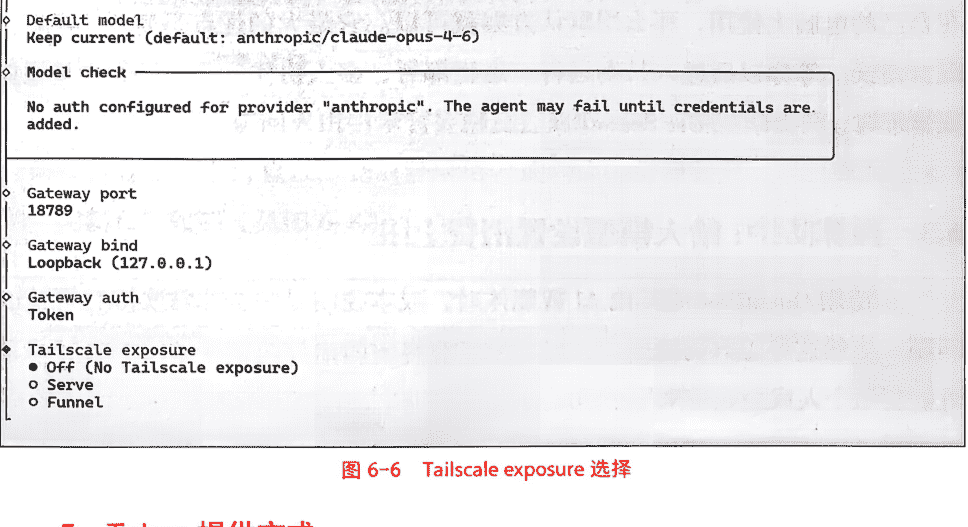 Default model
Keep current (default: anthropic/claude-opus-4-6)
Model check
No auth configured for provider "anthropic". The agent may fail until credentials are
added.
Gateway port
18789
Gateway bind
Loopback (127.0.0.1)
Gateway auth
Token
Tailscale exposure
● Off (No Tailscale exposure)
○ Serve
○ Funnel
图 6-6 Tailscale exposure 选择